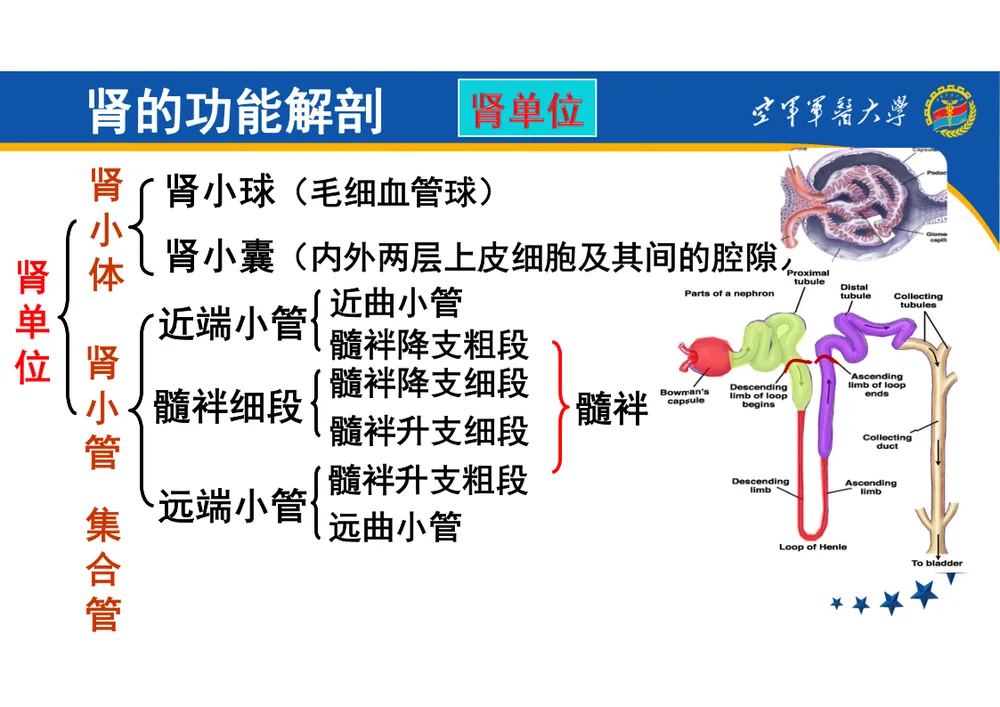 肾的功能解剖
肾单位
空军军醫大学
肾单位
肾小体
肾小球（毛细血管球）
肾小囊（内外两层上皮细胞及其间的腔隙）
肾小管
近端小管
近曲小管
髓袢降支粗段
髓袢细段
髓袢降支细段
髓袢升支细段
髓袢
远端小管
髓袢升支粗段
远曲小管
集合管
Podoc
Glome
capill
Parts of a nephron
Proximal
tubule
Distal
tubule
Collecting
tubules
Bowman's
capsule
Descending
limb of loop
begins
Ascending
limb of loop
ends
Collecting
duct
Descending
limb
Ascending
limb
Loop of Henle
To bladder